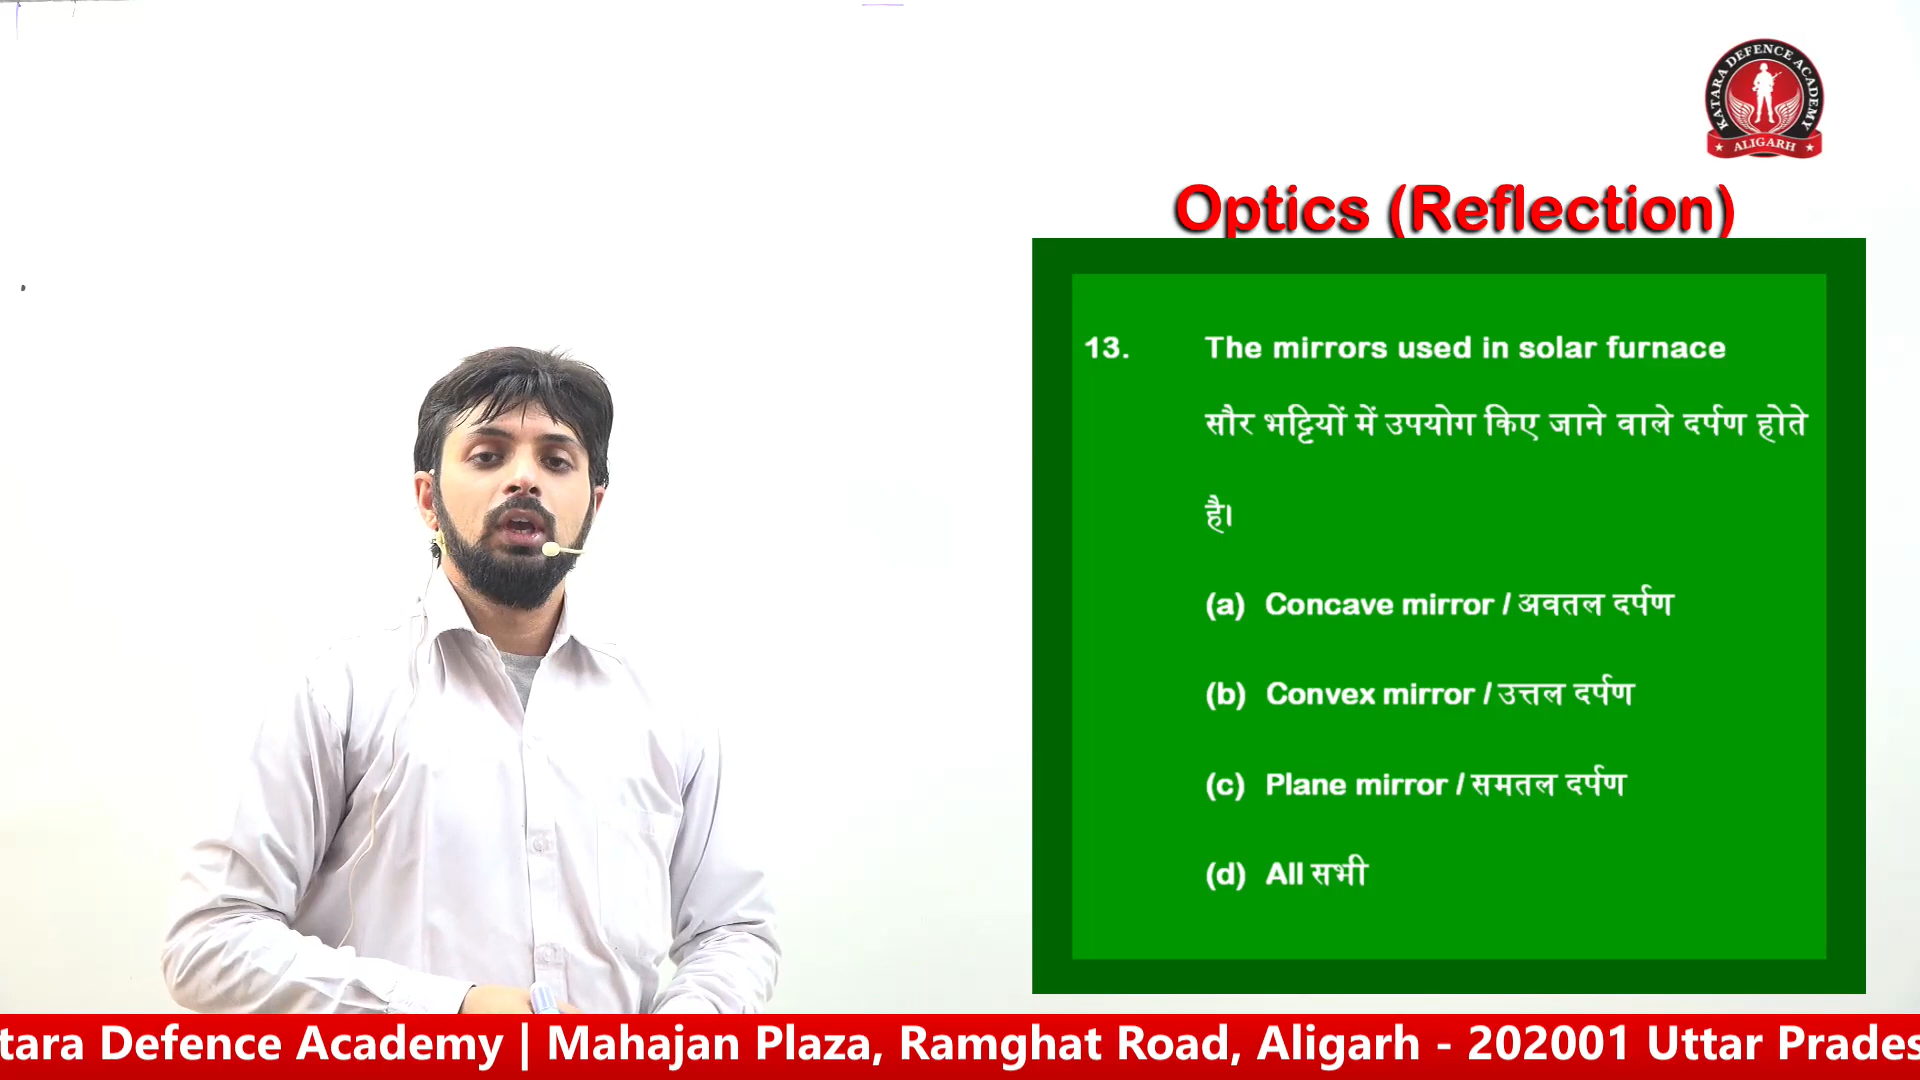 KATARA DEFENCE ACADEMY
ALIGARH
Optics (Reflection)
13. The mirrors used in solar furnace
सौर भट्टियों में उपयोग किए जाने वाले दर्पण होते
है।
(a) Concave mirror / अवतल दर्पण
(b) Convex mirror / उत्तल दर्पण
(c) Plane mirror / समतल दर्पण
(d) All सभी
tara Defence Academy | Mahajan Plaza, Ramghat Road, Aligarh - 202001 Uttar Prades